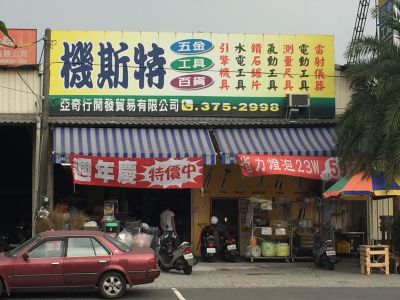 機斯特
五金
工具
百貨
引擎機具
水電工具
鑽石鋸片
氣動工具
測量尺具
電動工具
雷射儀器
亞奇行開發貿易有限公司 375-2998
週年慶 特價中
省力燈泡23W